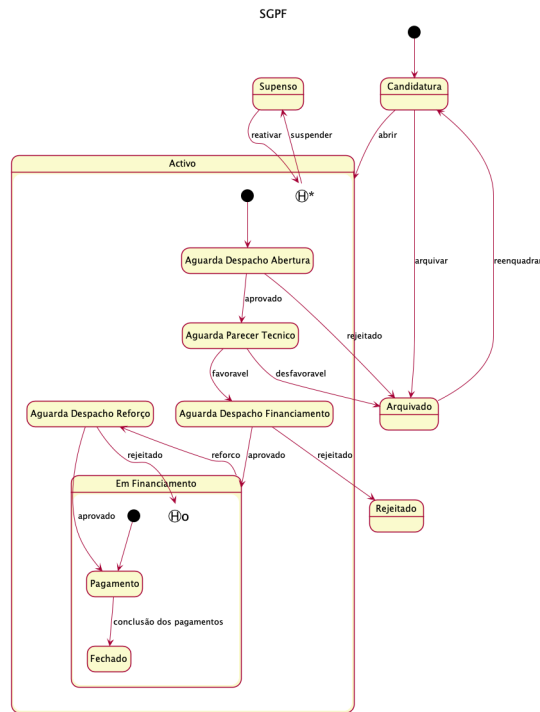 SGPF
Supenso
Candidatura
reativar
suspender
abrir
Activo
H*
Aguarda Despacho Abertura
arquivar
reenquadrar
aprovado
rejeitado
Aguarda Parecer Tecnico
favoravel
desfavoravel
Aguarda Despacho Reforço
Aguarda Despacho Financiamento
Arquivado
rejeitado
reforco
aprovado
rejeitado
Em Financiamento
Rejeitado
HO
aprovado
Pagamento
conclusão dos pagamentos
Fechado